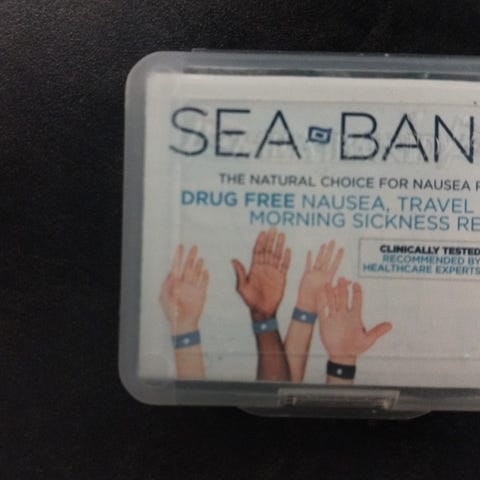 SEA-BAN
THE NATURAL CHOICE FOR NAUSEA R
DRUG FREE NAUSEA, TRAVEL
MORNING SICKNESS RE
CLINICALLY TESTED
RECOMMENDED BY
HEALTHCARE EXPERTS